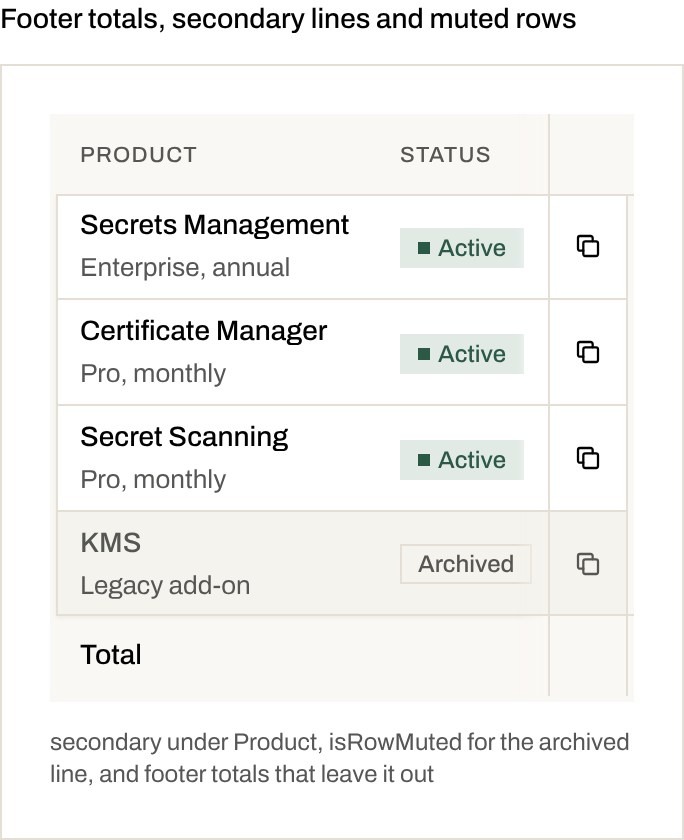 Footer totals, secondary lines and muted rows
PRODUCT STATUS
Secrets Management
Enterprise, annual
Active
Certificate Manager
Pro, monthly
Active
Secret Scanning
Pro, monthly
Active
KMS
Legacy add-on
Archived
Total
secondary under Product, isRowMuted for the archived
line, and footer totals that leave it out